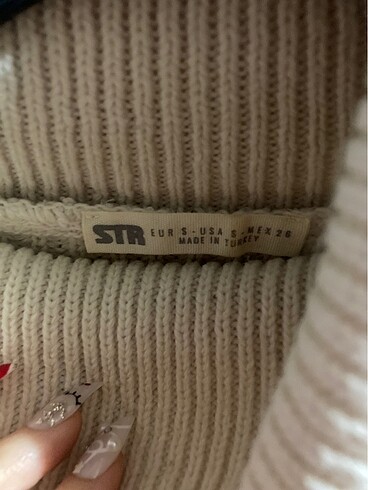 STR EUR S - USA S - MEX 26
MADE IN TURKEY